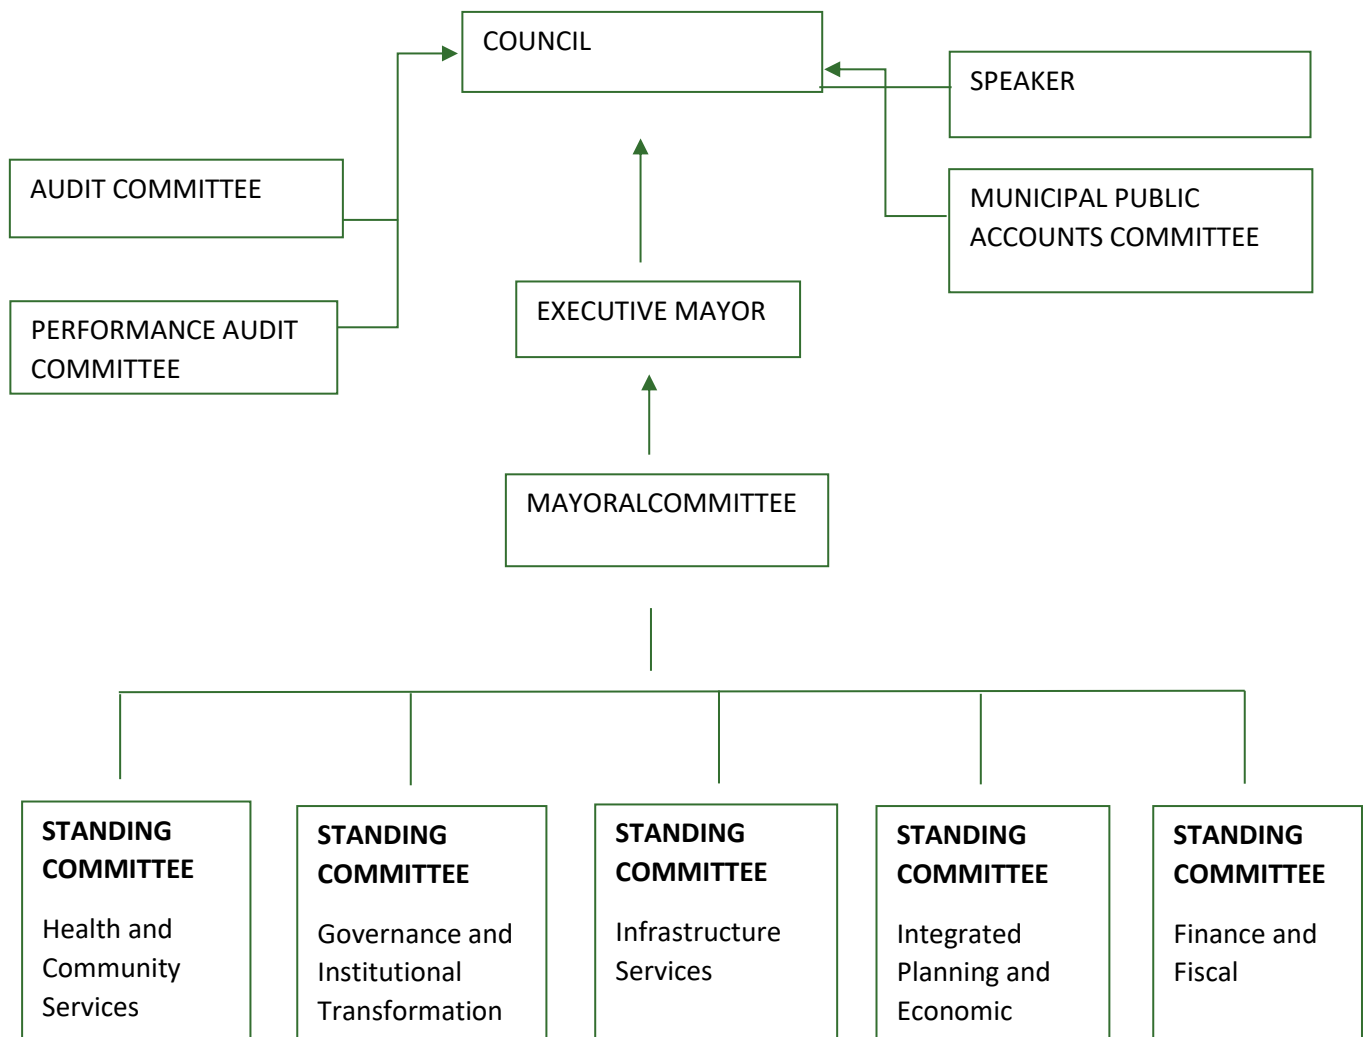 COUNCIL
SPEAKER
AUDIT COMMITTEE
MUNICIPAL PUBLIC
ACCOUNTS COMMITTEE
PERFORMANCE AUDIT
COMMITTEE
EXECUTIVE MAYOR
MAYORALCOMMITTEE
STANDING
COMMITTEE
Health and
Community
Services
STANDING
COMMITTEE
Governance and
Institutional
Transformation
STANDING
COMMITTEE
Infrastructure
Services
STANDING
COMMITTEE
Integrated
Planning and
Economic
STANDING
COMMITTEE
Finance and
Fiscal